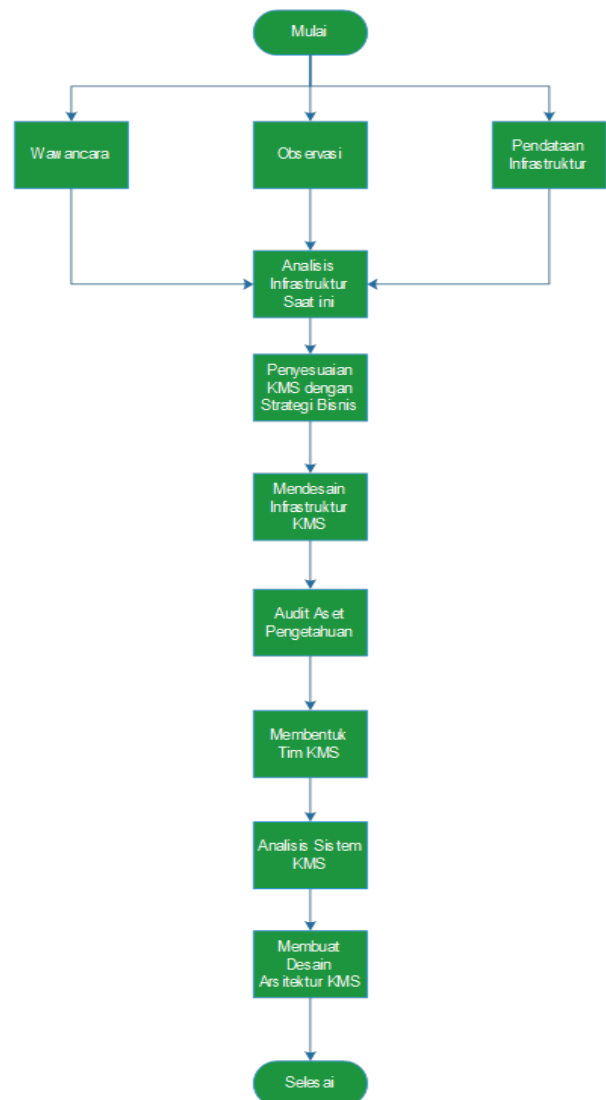 Mulai
Wawancara
Observasi
Pendataan
Infrastruktur
Analisis
Infrastruktur
Saat ini
Penyesuaian
KMS dengan
Strategi Bisnis
Mendesain
Infrastruktur
KMS
Audit Aset
Pengetahuan
Membentuk
Tim KMS
Analisis Sistem
KMS
Membuat
Desain
Arsitektur KMS
Selesai